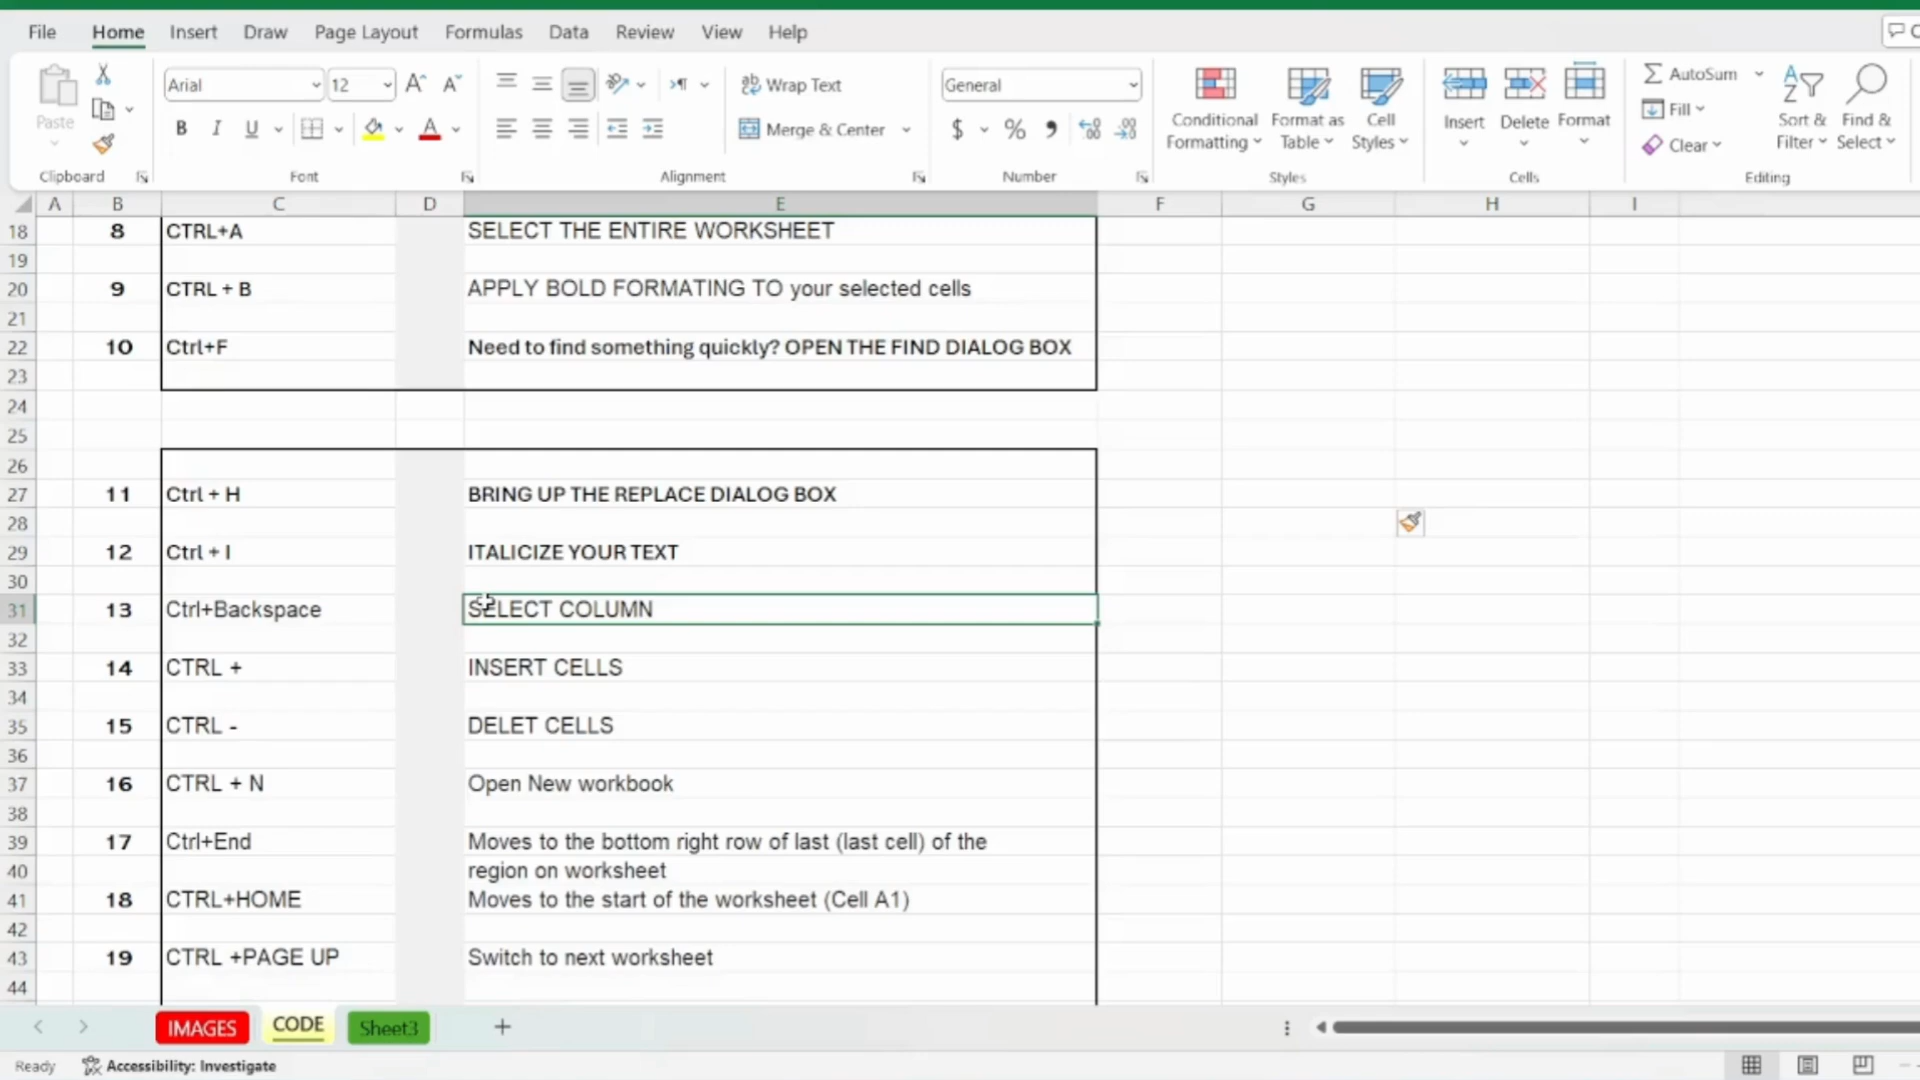 File Home Insert Draw Page Layout Formulas Data Review View Help
Paste Arial 12 Wrap Text General Conditional Formatting Format as Table Cell Styles Insert Delete Format AutoSum Fill Clear Sort & Filter Find & Select
B I U A Merge & Center $ % 9
Clipboard Font Alignment Number Styles Cells Editing
A B C D E F G H I
18 8 CTRL+A SELECT THE ENTIRE WORKSHEET
19
20 9 CTRL + B APPLY BOLD FORMATING TO your selected cells
21
22 10 Ctrl+F Need to find something quickly? OPEN THE FIND DIALOG BOX
23
24
25
26
27 11 Ctrl + H BRING UP THE REPLACE DIALOG BOX
28
29 12 Ctrl + I ITALICIZE YOUR TEXT
30
31 13 Ctrl+Backspace SELECT COLUMN
32
33 14 CTRL + INSERT CELLS
34
35 15 CTRL - DELET CELLS
36
37 16 CTRL + N Open New workbook
38
39 17 Ctrl+End Moves to the bottom right row of last (last cell) of the
40 region on worksheet
41 18 CTRL+HOME Moves to the start of the worksheet (Cell A1)
42
43 19 CTRL +PAGE UP Switch to next worksheet
44
IMAGES CODE Sheet3
Ready Accessibility: Investigate